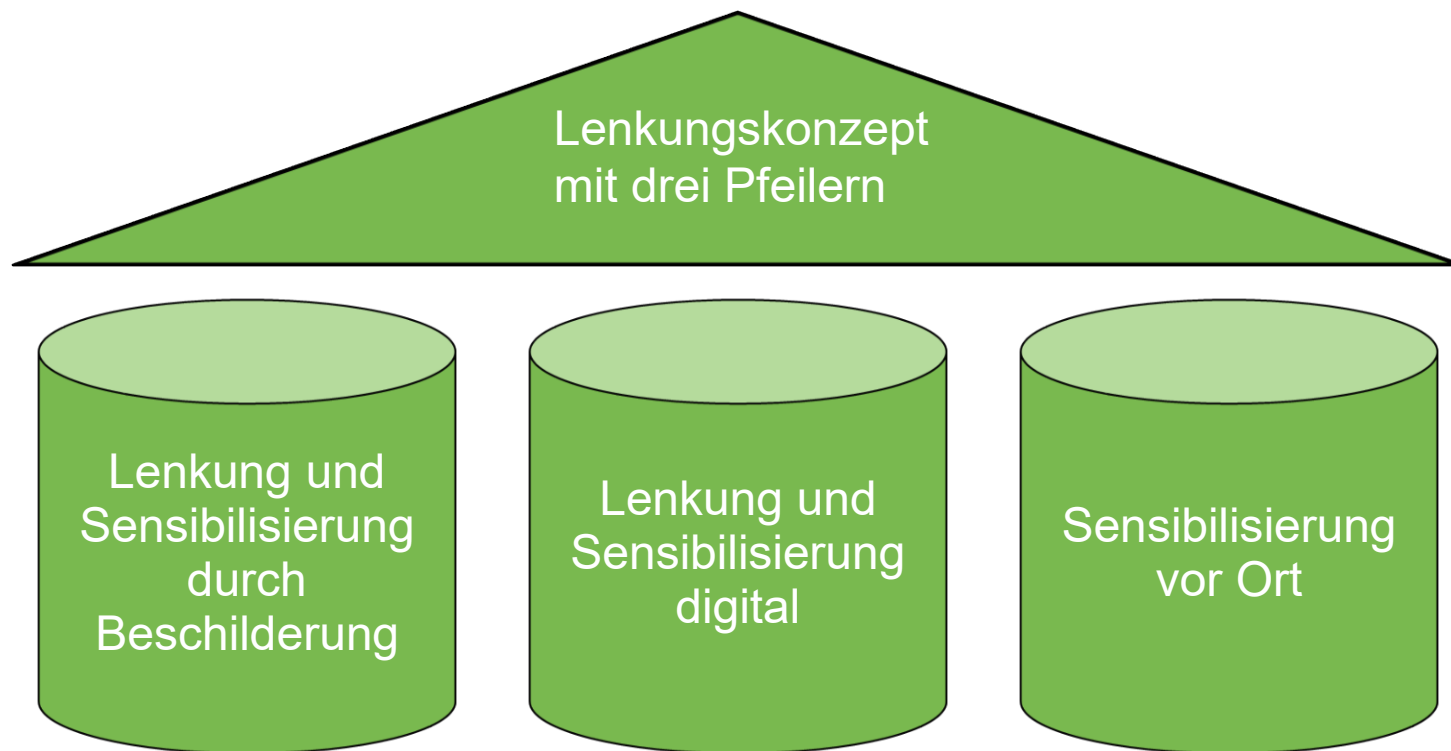 Lenkungskonzept
mit drei Pfeilern
Lenkung und
Sensibilisierung
durch
Beschilderung
Lenkung und
Sensibilisierung
digital
Sensibilisierung
vor Ort